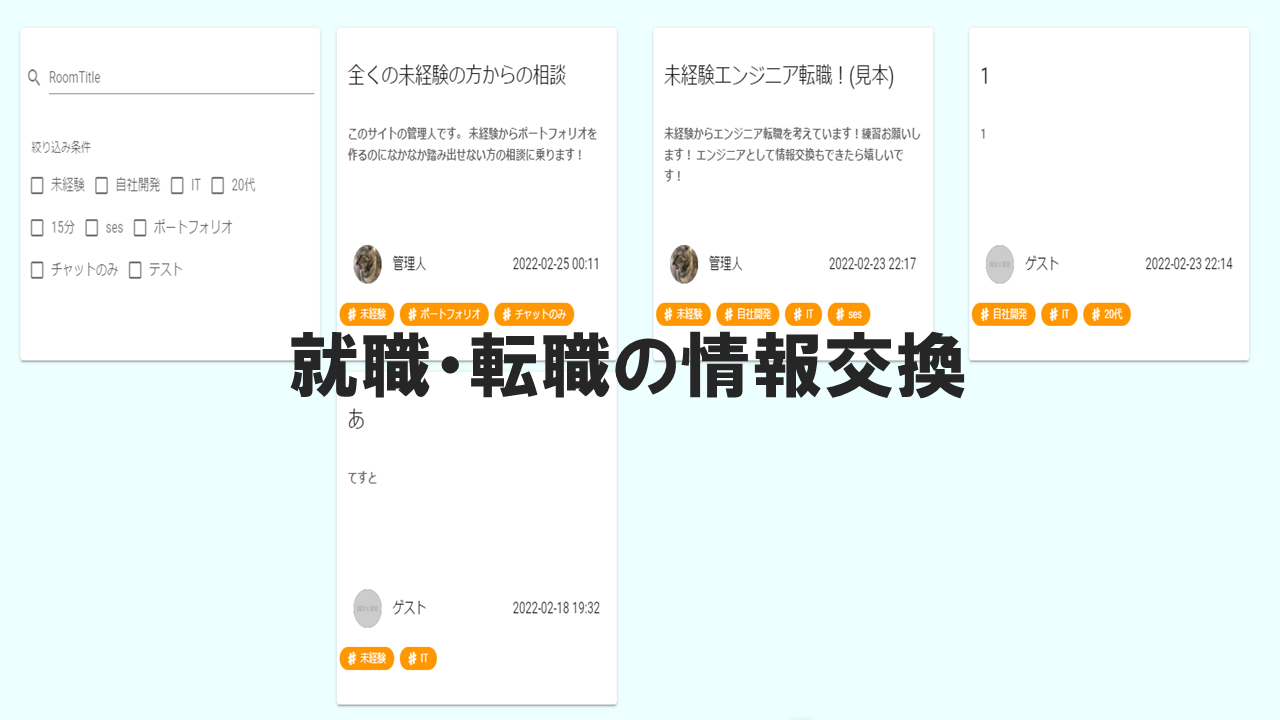 RoomTitle
絞り込み条件
未経験 自社開発 IT 20代
15分 ses ポートフォリオ
チャットのみ テスト
全くの未経験の方からの相談
このサイトの管理人です。 未経験からポートフォリオを
作るのになかなか踏み出せない方の相談に乗ります！
管理人 2022-02-25 00:11
# 未経験 # ポートフォリオ # チャットのみ
未経験エンジニア転職！(見本)
未経験からエンジニア転職を考えています！練習お願いし
ます！ エンジニアとして情報交換もできたら嬉しいで
す！
管理人 2022-02-23 22:17
# 未経験 # 自社開発 # IT # ses
1
1
ゲスト 2022-02-23 22:14
# 自社開発 # IT # 20代
就職・転職の情報交換
あ
てすと
ゲスト 2022-02-18 19:32
# 未経験 # IT